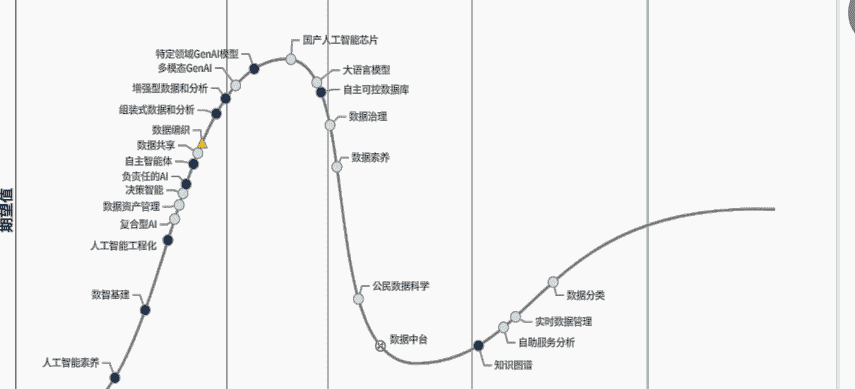 期望值
国产人工智能芯片
特定领域GenAI模型
多模态GenAI
增强型数据和分析
组装式数据和分析
数据编织
数据共享
自主智能体
负责任的AI
决策智能
数据资产管理
复合型AI
人工智能工程化
数智基建
人工智能素养
大语言模型
自主可控数据库
数据治理
数据素养
公民数据科学
数据中台
数据分类
实时数据管理
自助服务分析
知识图谱